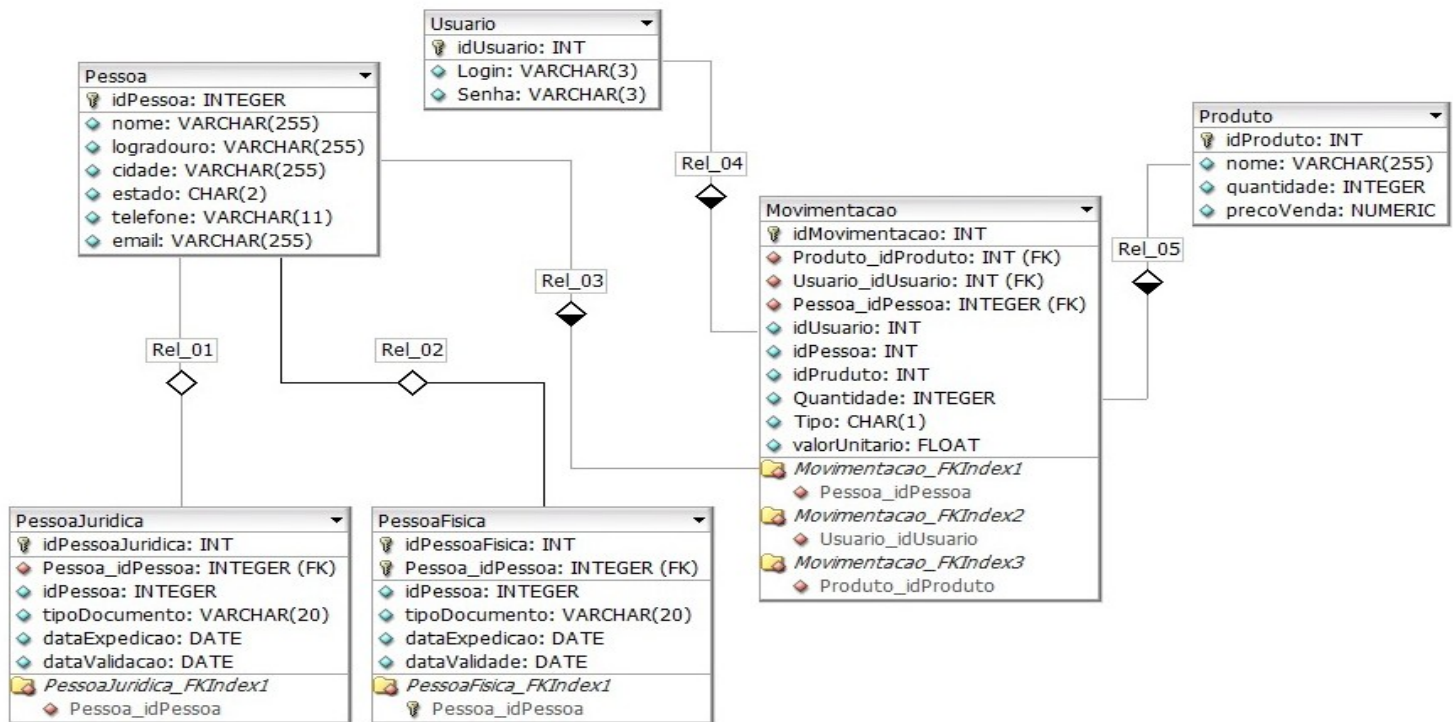 Usuario
idUsuario: INT
Login: VARCHAR(3)
Senha: VARCHAR(3)
Pessoa
idPessoa: INTEGER
nome: VARCHAR(255)
logradouro: VARCHAR(255)
cidade: VARCHAR(255)
estado: CHAR(2)
telefone: VARCHAR(11)
email: VARCHAR(255)
Produto
idProduto: INT
nome: VARCHAR(255)
quantidade: INTEGER
precoVenda: NUMERIC
Rel_04
Movimentacao
idMovimentacao: INT
Produto_idProduto: INT (FK)
Usuario_idUsuario: INT (FK)
Pessoa_idPessoa: INTEGER (FK)
idUsuario: INT
idPessoa: INT
idPruduto: INT
Quantidade: INTEGER
Tipo: CHAR(1)
valorUnitario: FLOAT
Movimentacao_FKIndex1
Pessoa_idPessoa
Movimentacao_FKIndex2
Usuario_idUsuario
Movimentacao_FKIndex3
Produto_idProduto
Rel_05
Rel_03
Rel_01
Rel_02
PessoaJuridica
idPessoaJuridica: INT
Pessoa_idPessoa: INTEGER (FK)
idPessoa: INTEGER
tipoDocumento: VARCHAR(20)
dataExpedicao: DATE
dataValidacao: DATE
PessoaJuridica_FKIndex1
Pessoa_idPessoa
PessoaFisica
idPessoaFisica: INT
Pessoa_idPessoa: INTEGER (FK)
idPessoa: INTEGER
tipoDocumento: VARCHAR(20)
dataExpedicao: DATE
dataValidade: DATE
PessoaFisica_FKIndex1
Pessoa_idPessoa